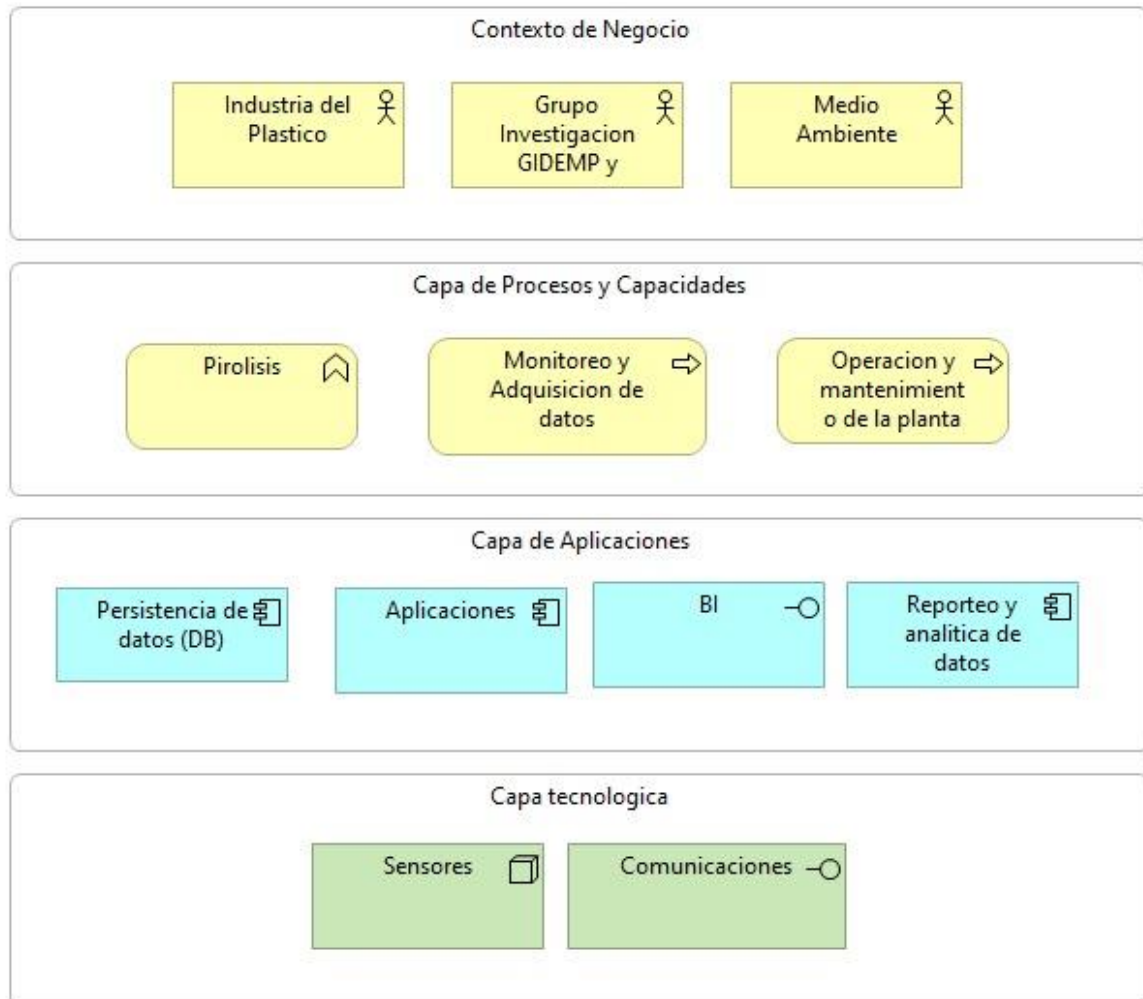 Contexto de Negocio
Industria del
Plastico
Grupo
Investigacion
GIDEMP y
Medio
Ambiente
Capa de Procesos y Capacidades
Pirolisis
Monitoreo y
Adquisicion de
datos
Operacion y
mantenimient
o de la planta
Capa de Aplicaciones
Persistencia de
datos (DB)
Aplicaciones
BI
Reporteo y
analitica de
datos
Capa tecnologica
Sensores
Comunicaciones